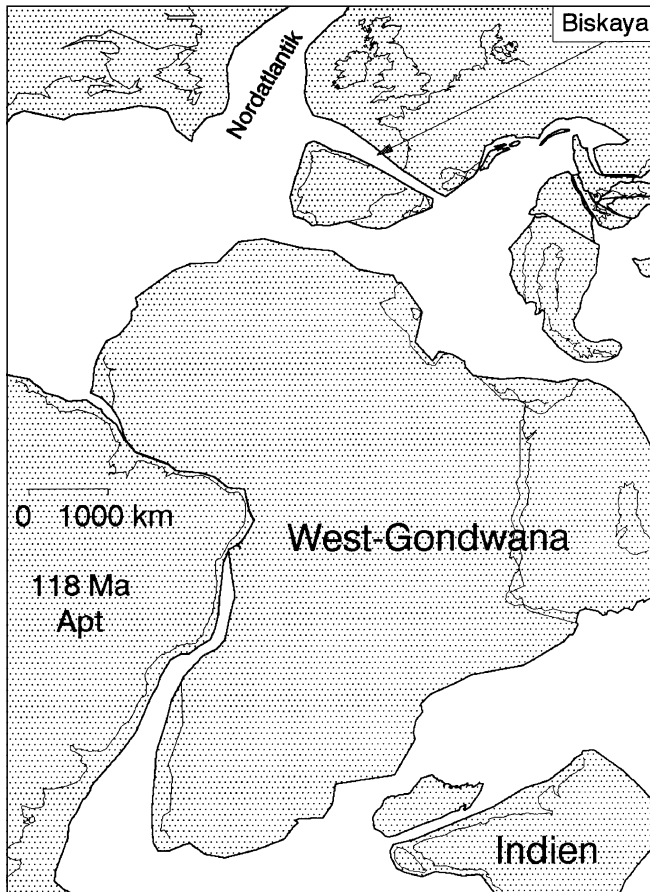 Biskaya
Nordatlantik
0 1000 km
West-Gondwana
118 Ma
Apt
Indien